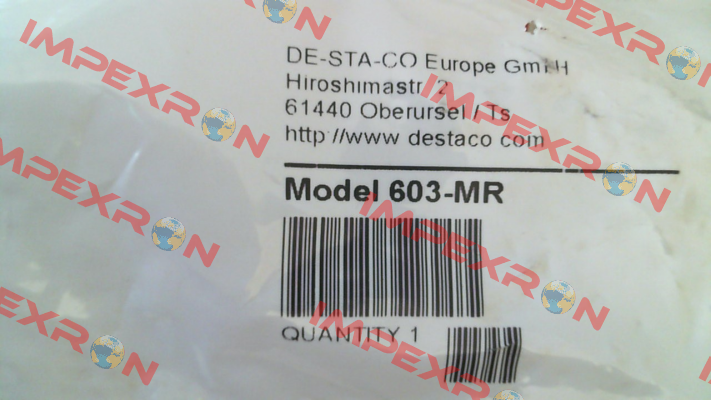 DE-STA-CO Europe GmbH
Hiroshimastr. 2
61440 Oberursel / Ts
http://www destaco com
Model 603-MR
QUANTITY 1
IMPEXRON
IMPEXRON
IMPEXRON
IMPEXRON
IMPEXRON
IMPEXRON
IMPEXRON
IMPEXRON
IMPEXRON